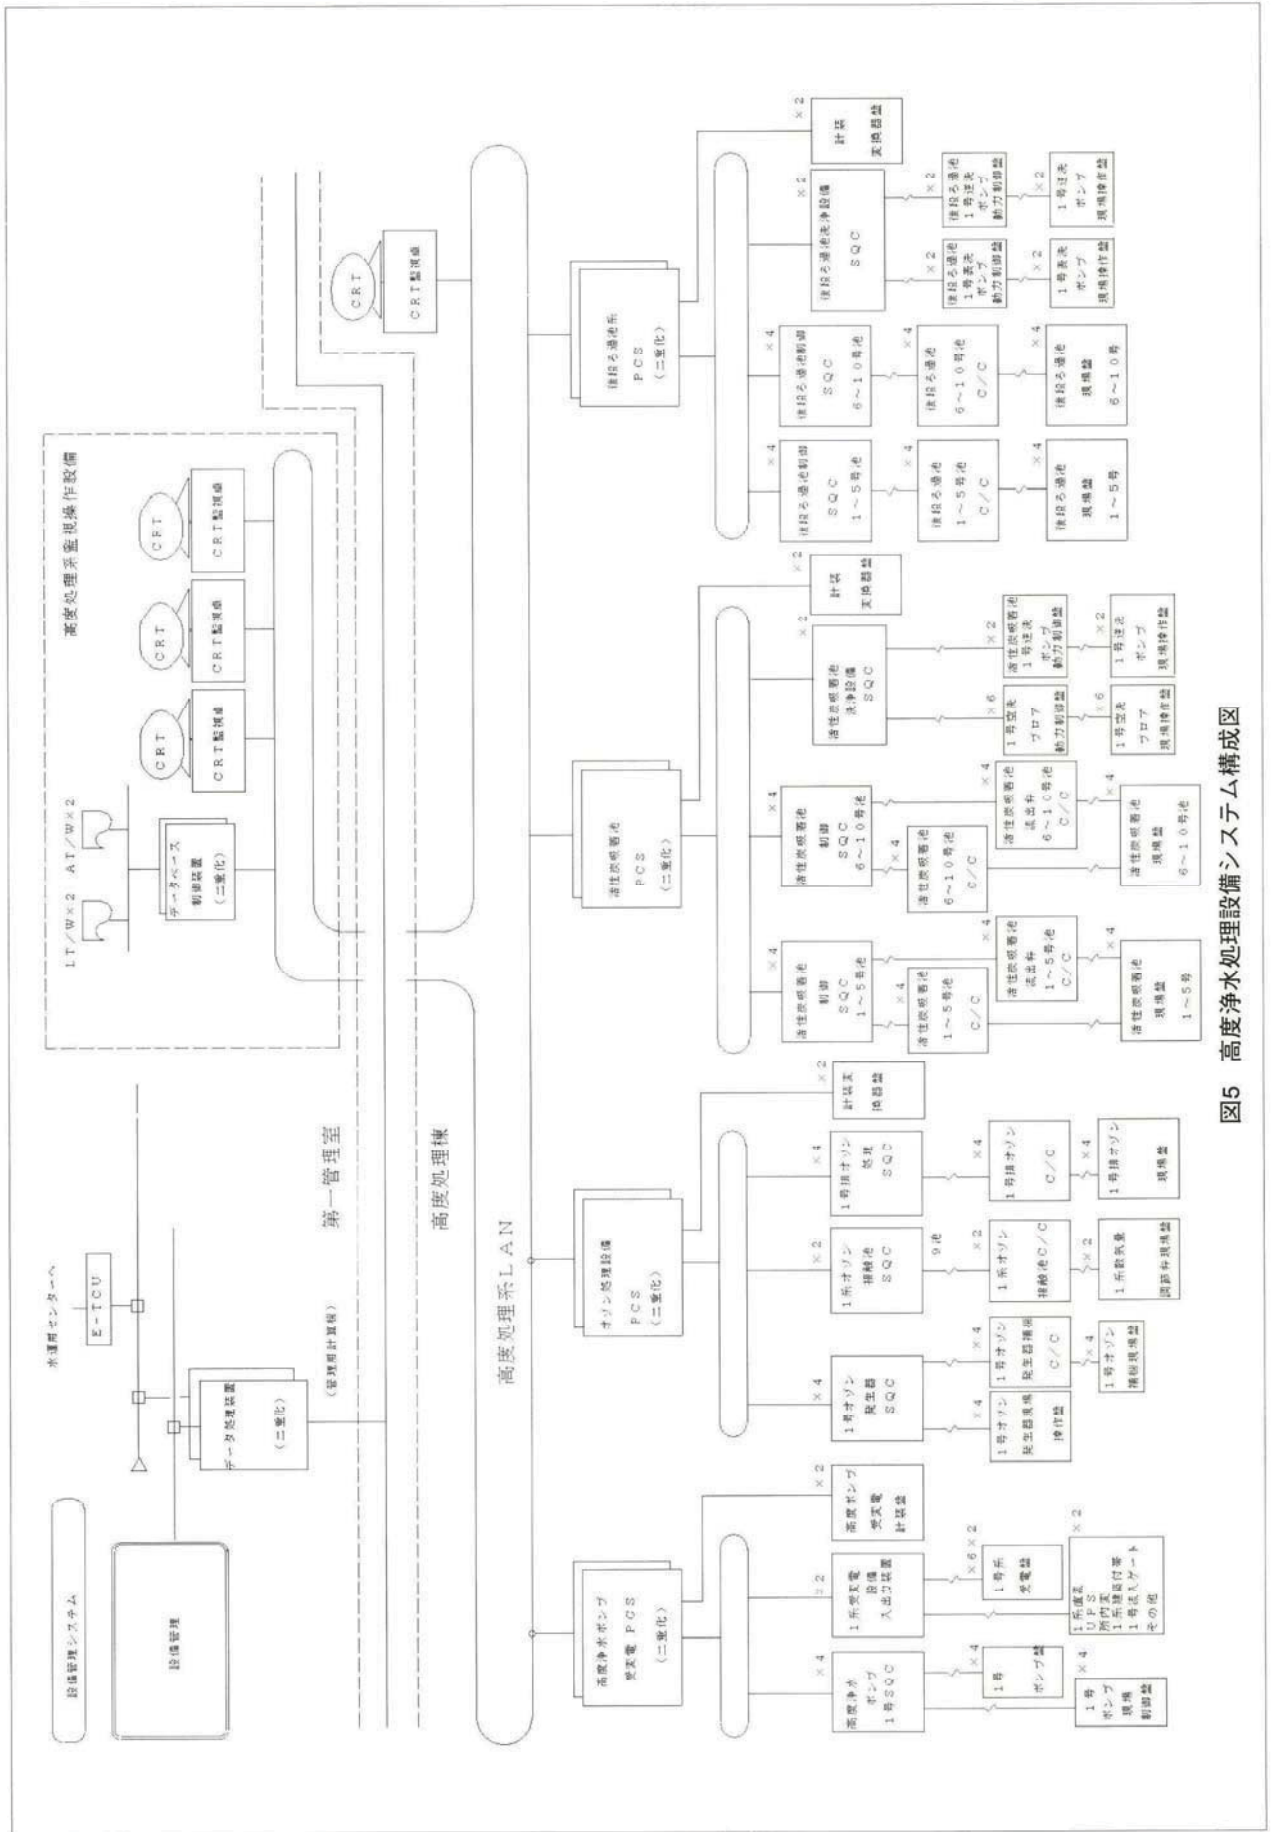 設備管理システム
設備管理
水運用センターへ
E-TCU
データ処理装置
(二重化)
(管理用計算機)
第一管理室
高度処理棟
高度処理系監視操作設備
LT/W×2
AT/W×2
データベース
制御装置
(二重化)
CRT
CRT監視卓
CRT
CRT監視卓
CRT
CRT監視卓
CRT
CRT監視卓
高度処理系LAN
高度浄水ポンプ
受変電 PCS
(二重化)
×4
高度浄水
ポンプ
1号SQC
×4
1号
ポンプ盤
×4
1号
ポンプ現場
制御盤
×2
1系受変電
設備
入出力装置
×6×2
1号系
受電盤
×2
1系直流
UPS
所内変
1系建築付帯
1号流入ゲート
その他
×2
高度ポンプ
受変電
計装盤
オゾン処理設備
PCS
(二重化)
×4
1号オゾン
発生器
SQC
×4
1号オゾン
発生器現場
操作盤
×4
1号オゾン
発生器補機
C/C
×4
1号オゾン
補機現場盤
×2
1系オゾン
接触池
SQC
9池
×2
1系オゾン
接触池C/C
×2
1系散気量
調節弁現場盤
×4
1号排オゾン
処理
SQC
×4
1号排オゾン
C/C
×4
1号排オゾン
現場盤
×2
計装変
換器盤
活性炭吸着池
PCS
(二重化)
×4
活性炭吸着池
制御
SQC
1~5号池
×4
活性炭吸着池
1~5号池
C/C
×4
活性炭吸着池
流出弁
1~5号池
C/C
×4
活性炭吸着池
現場盤
1~5号
×4
活性炭吸着池
制御
SQC
6~10号池
×4
活性炭吸着池
6~10号池
C/C
×4
活性炭吸着池
流出弁
6~10号池
C/C
×4
活性炭吸着池
現場盤
6~10号池
×2
活性炭吸着池
洗浄設備
SQC
×6
1号空洗
ブロア
動力制御盤
×6
1号空洗
ブロア
現場操作盤
×2
活性炭吸着池
1号逆洗
ポンプ
動力制御盤
×2
1号逆洗
ポンプ
現場操作盤
×2
計装
変換器盤
後段ろ過池系
PCS
(二重化)
×4
後段ろ過池制御
SQC
1~5号池
×4
後段ろ過池
1~5号池
C/C
×4
後段ろ過池
現場盤
1~5号
×4
後段ろ過池制御
SQC
6~10号池
×4
後段ろ過池
6~10号池
C/C
×4
後段ろ過池
現場盤
6~10号
×2
後段ろ過池洗浄設備
SQC
×2
後段ろ過池
1号表洗
ポンプ
動力制御盤
×2
1号表洗
ポンプ
現場操作盤
×2
後段ろ過池
1号逆洗
ポンプ
動力制御盤
×2
1号逆洗
ポンプ
現場操作盤
×2
計装
変換器盤
図5 高度浄水処理設備システム構成図